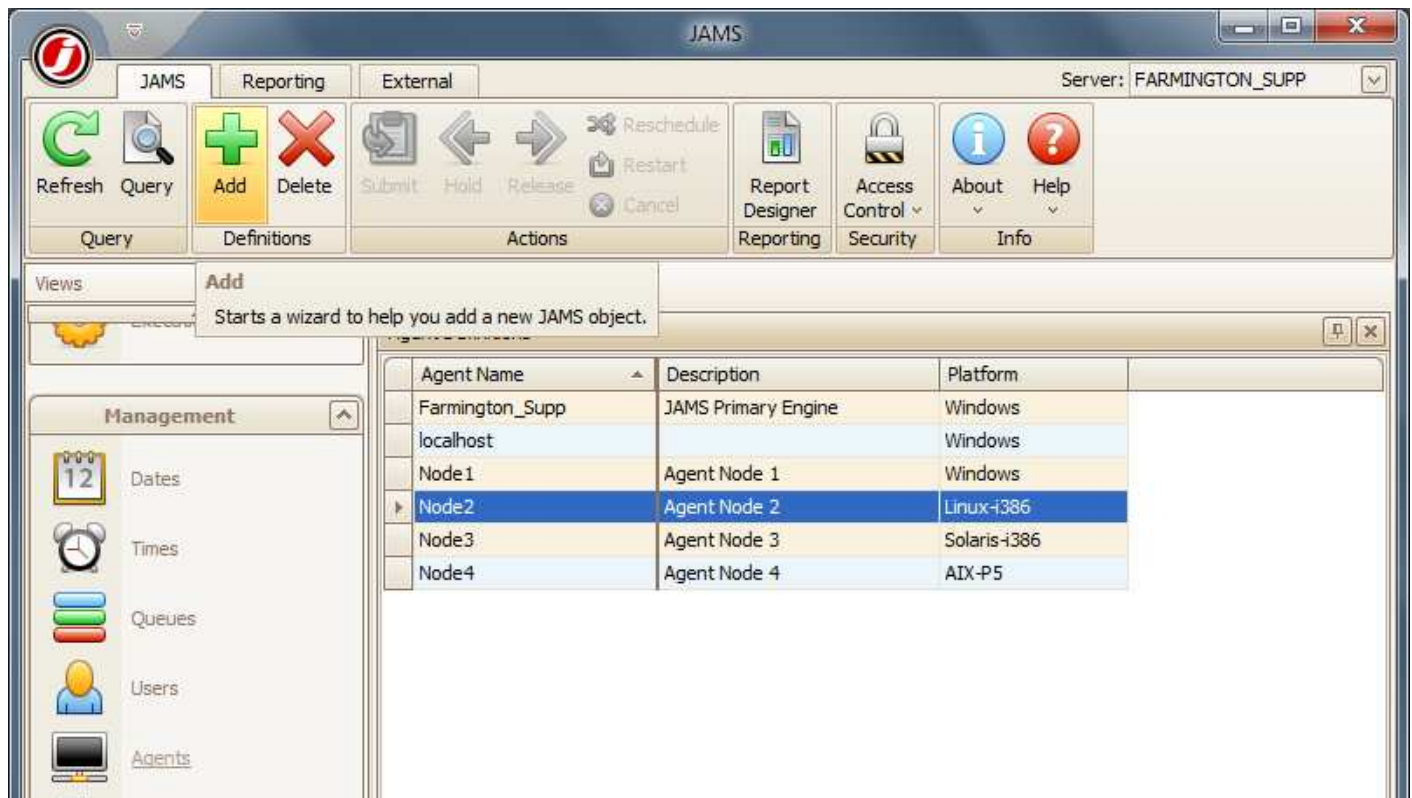 JAMS
JAMS Reporting External Server: FARMINGTON_SUPP
Refresh Query Add Delete Submit Hold Release Reschedule Restart Cancel Report Designer Access Control About Help
Query Definitions Actions Reporting Security Info
Views
Add
Starts a wizard to help you add a new JAMS object.
Agent Name Description Platform
Farmington_Supp JAMS Primary Engine Windows
localhost Windows
Node1 Agent Node 1 Windows
Node2 Agent Node 2 Linux-i386
Node3 Agent Node 3 Solaris-i386
Node4 Agent Node 4 AIX-P5
Management
12
Dates
Times
Queues
Users
Agents